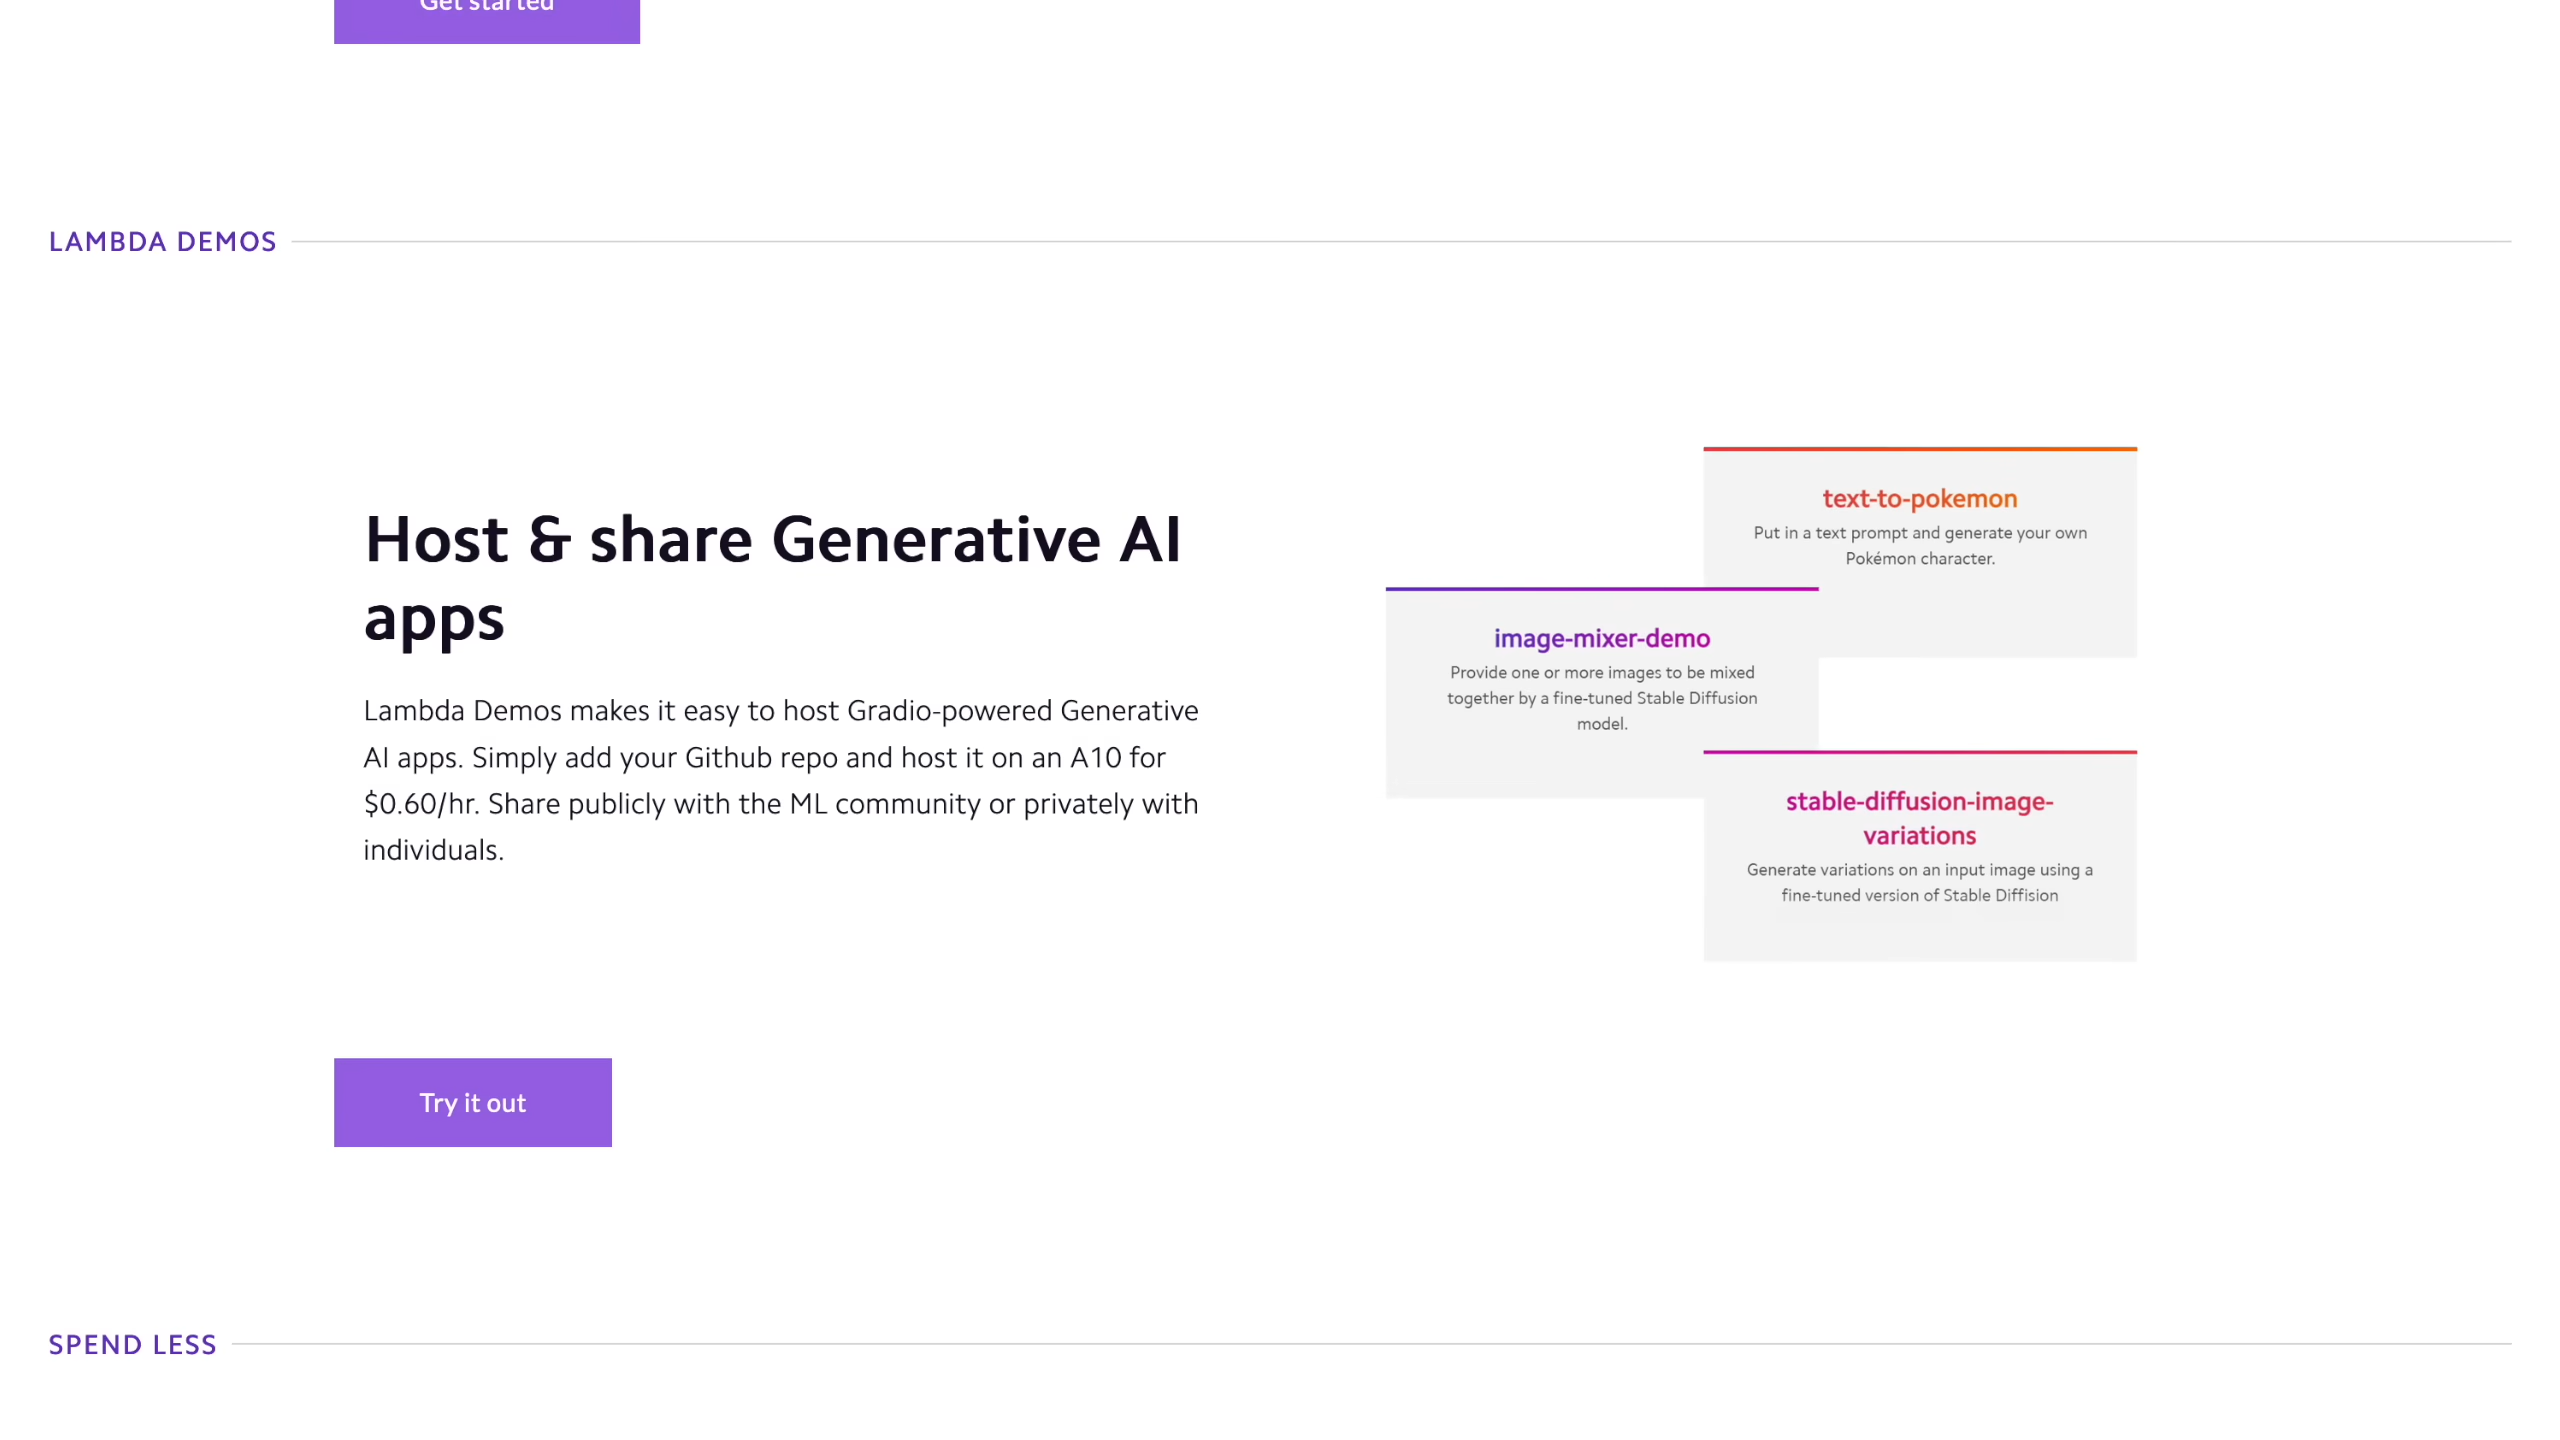 Get started
LAMBDA DEMOS
Host & share Generative AI
apps
Lambda Demos makes it easy to host Gradio-powered Generative
AI apps. Simply add your Github repo and host it on an A10 for
$0.60/hr. Share publicly with the ML community or privately with
individuals.
Try it out
text-to-pokemon
Put in a text prompt and generate your own
Pokémon character.
image-mixer-demo
Provide one or more images to be mixed
together by a fine-tuned Stable Diffusion
model.
stable-diffusion-image-
variations
Generate variations on an input image using a
fine-tuned version of Stable Diffision
SPEND LESS